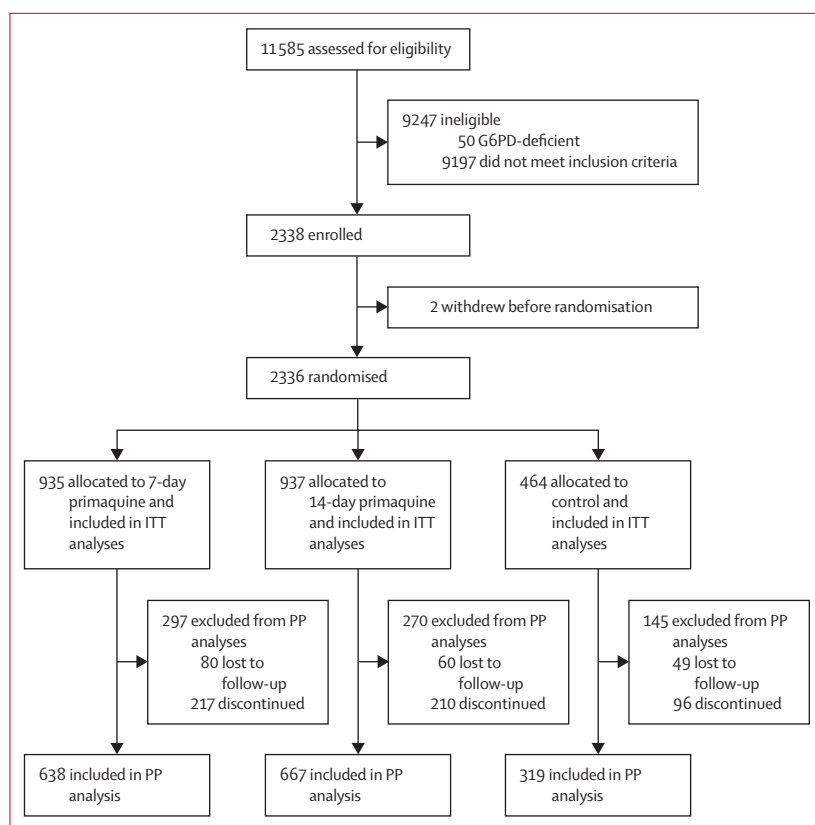 11 585 assessed for eligibility
9247 ineligible
50 G6PD-deficient
9197 did not meet inclusion criteria
2338 enrolled
2 withdrew before randomisation
2336 randomised
935 allocated to 7-day
primaquine and
included in ITT
analyses
937 allocated to
14-day primaquine
and included in ITT
analyses
464 allocated to
control and
included in ITT
analyses
297 excluded from PP
analyses
80 lost to
follow-up
217 discontinued
270 excluded from PP
analyses
60 lost to
follow-up
210 discontinued
145 excluded from PP
analyses
49 lost to
follow-up
96 discontinued
638 included in PP
analysis
667 included in PP
analysis
319 included in PP
analysis